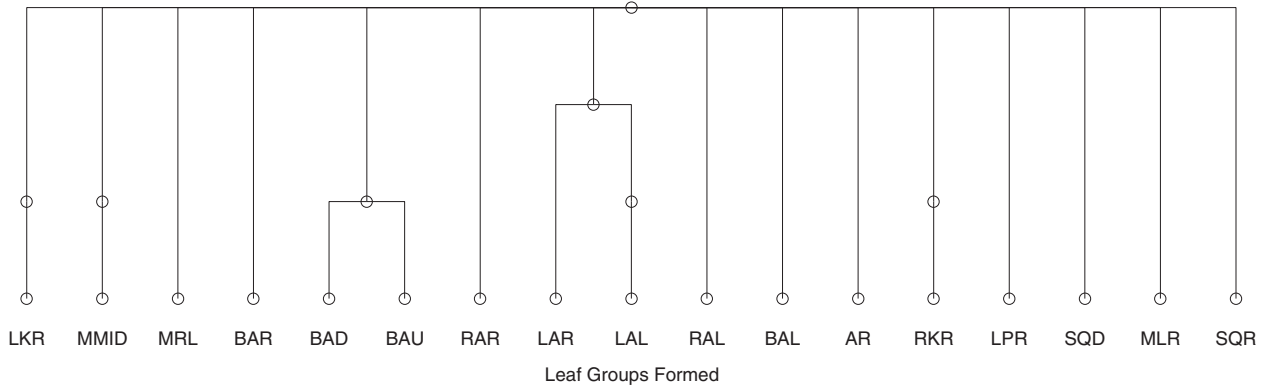 LKR MMID MRL BAR BAD BAU RAR LAR LAL RAL BAL AR RKR LPR SQD MLR SQR
Leaf Groups Formed